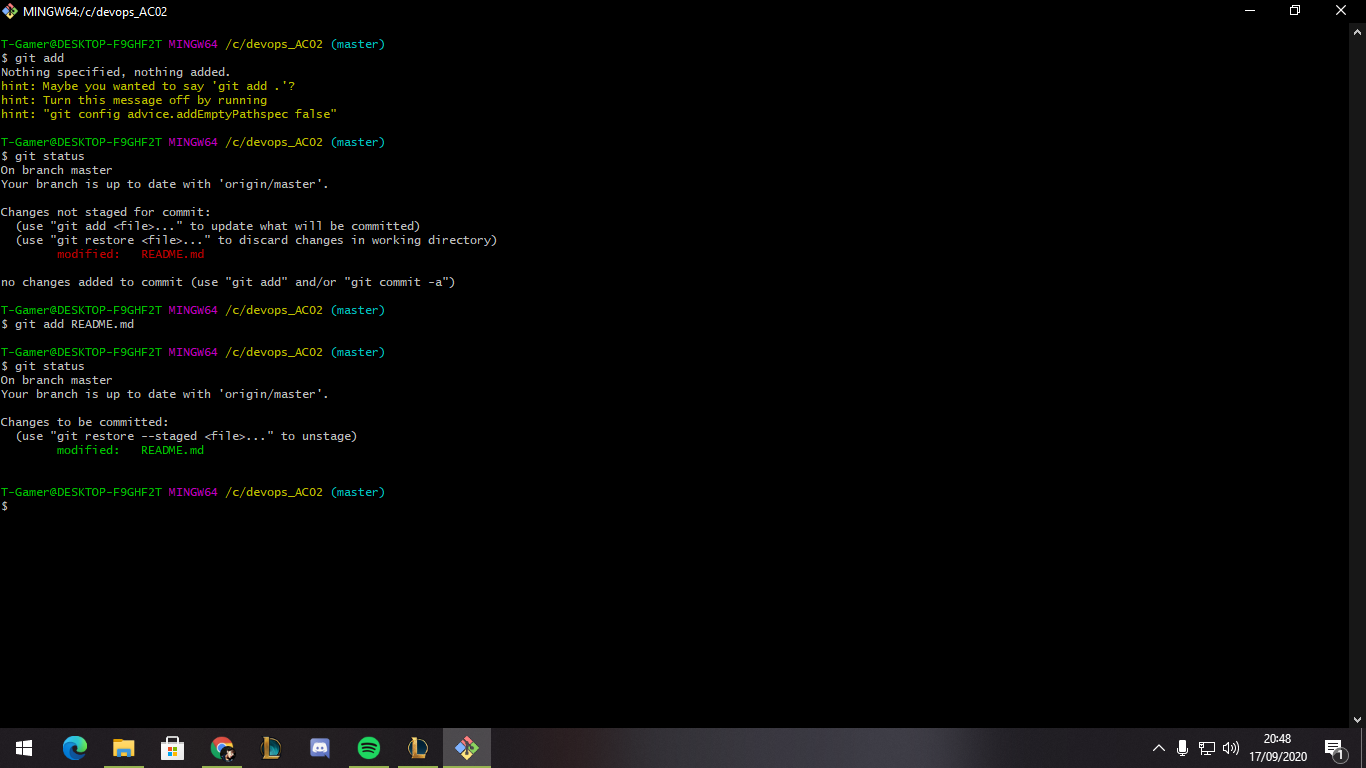 MINGW64:/c/devops_AC02
T-Gamer@DESKTOP-F9GHF2T MINGW64 /c/devops_AC02 (master)
$ git add
Nothing specified, nothing added.
hint: Maybe you wanted to say 'git add .'?
hint: Turn this message off by running
hint: "git config advice.addEmptyPathspec false"
T-Gamer@DESKTOP-F9GHF2T MINGW64 /c/devops_AC02 (master)
$ git status
On branch master
Your branch is up to date with 'origin/master'.
Changes not staged for commit:
  (use "git add <file>..." to update what will be committed)
  (use "git restore <file>..." to discard changes in working directory)
        modified:   README.md
no changes added to commit (use "git add" and/or "git commit -a")
T-Gamer@DESKTOP-F9GHF2T MINGW64 /c/devops_AC02 (master)
$ git add README.md
T-Gamer@DESKTOP-F9GHF2T MINGW64 /c/devops_AC02 (master)
$ git status
On branch master
Your branch is up to date with 'origin/master'.
Changes to be committed:
  (use "git restore --staged <file>..." to unstage)
        modified:   README.md
T-Gamer@DESKTOP-F9GHF2T MINGW64 /c/devops_AC02 (master)
$
20:48
17/09/2020
1